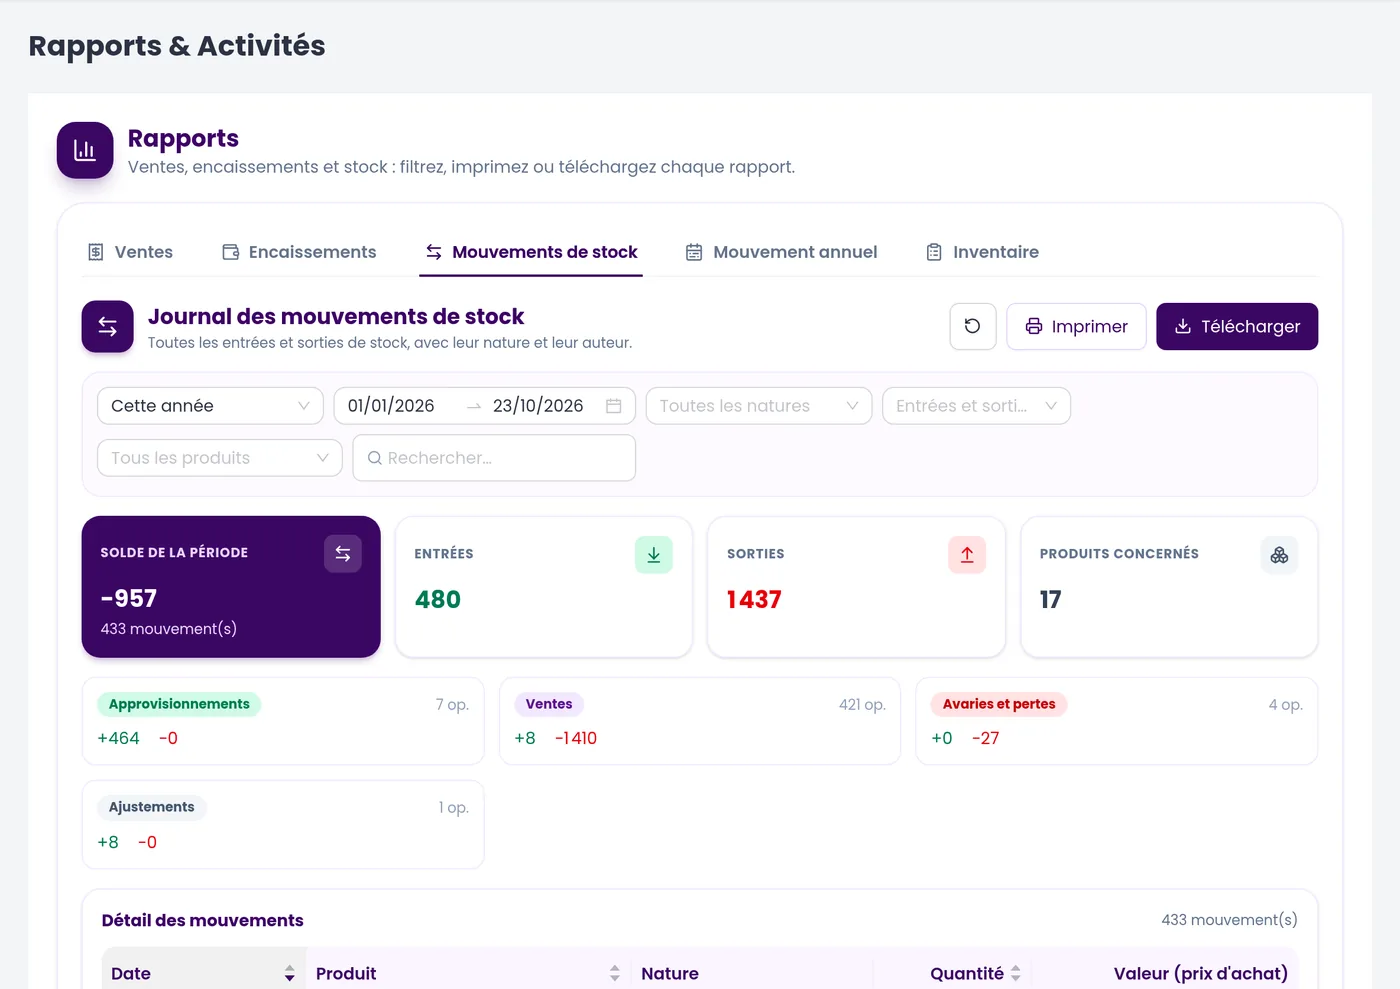 Rapports & Activités
Rapports
Ventes, encaissements et stock : filtrez, imprimez ou téléchargez chaque rapport.
Ventes
Encaissements
Mouvements de stock
Mouvement annuel
Inventaire
Journal des mouvements de stock
Toutes les entrées et sorties de stock, avec leur nature et leur auteur.
Imprimer
Télécharger
Cette année
01/01/2026 → 23/10/2026
Toutes les natures
Entrées et sorti...
Tous les produits
Rechercher...
SOLDE DE LA PÉRIODE
-957
433 mouvement(s)
ENTRÉES
480
SORTIES
1 437
PRODUITS CONCERNÉS
17
Approvisionnements
7 op.
+464 -0
Ventes
421 op.
+8 -1 410
Avaries et pertes
4 op.
+0 -27
Ajustements
1 op.
+8 -0
Détail des mouvements
433 mouvement(s)
Date
Produit
Nature
Quantité
Valeur (prix d'achat)